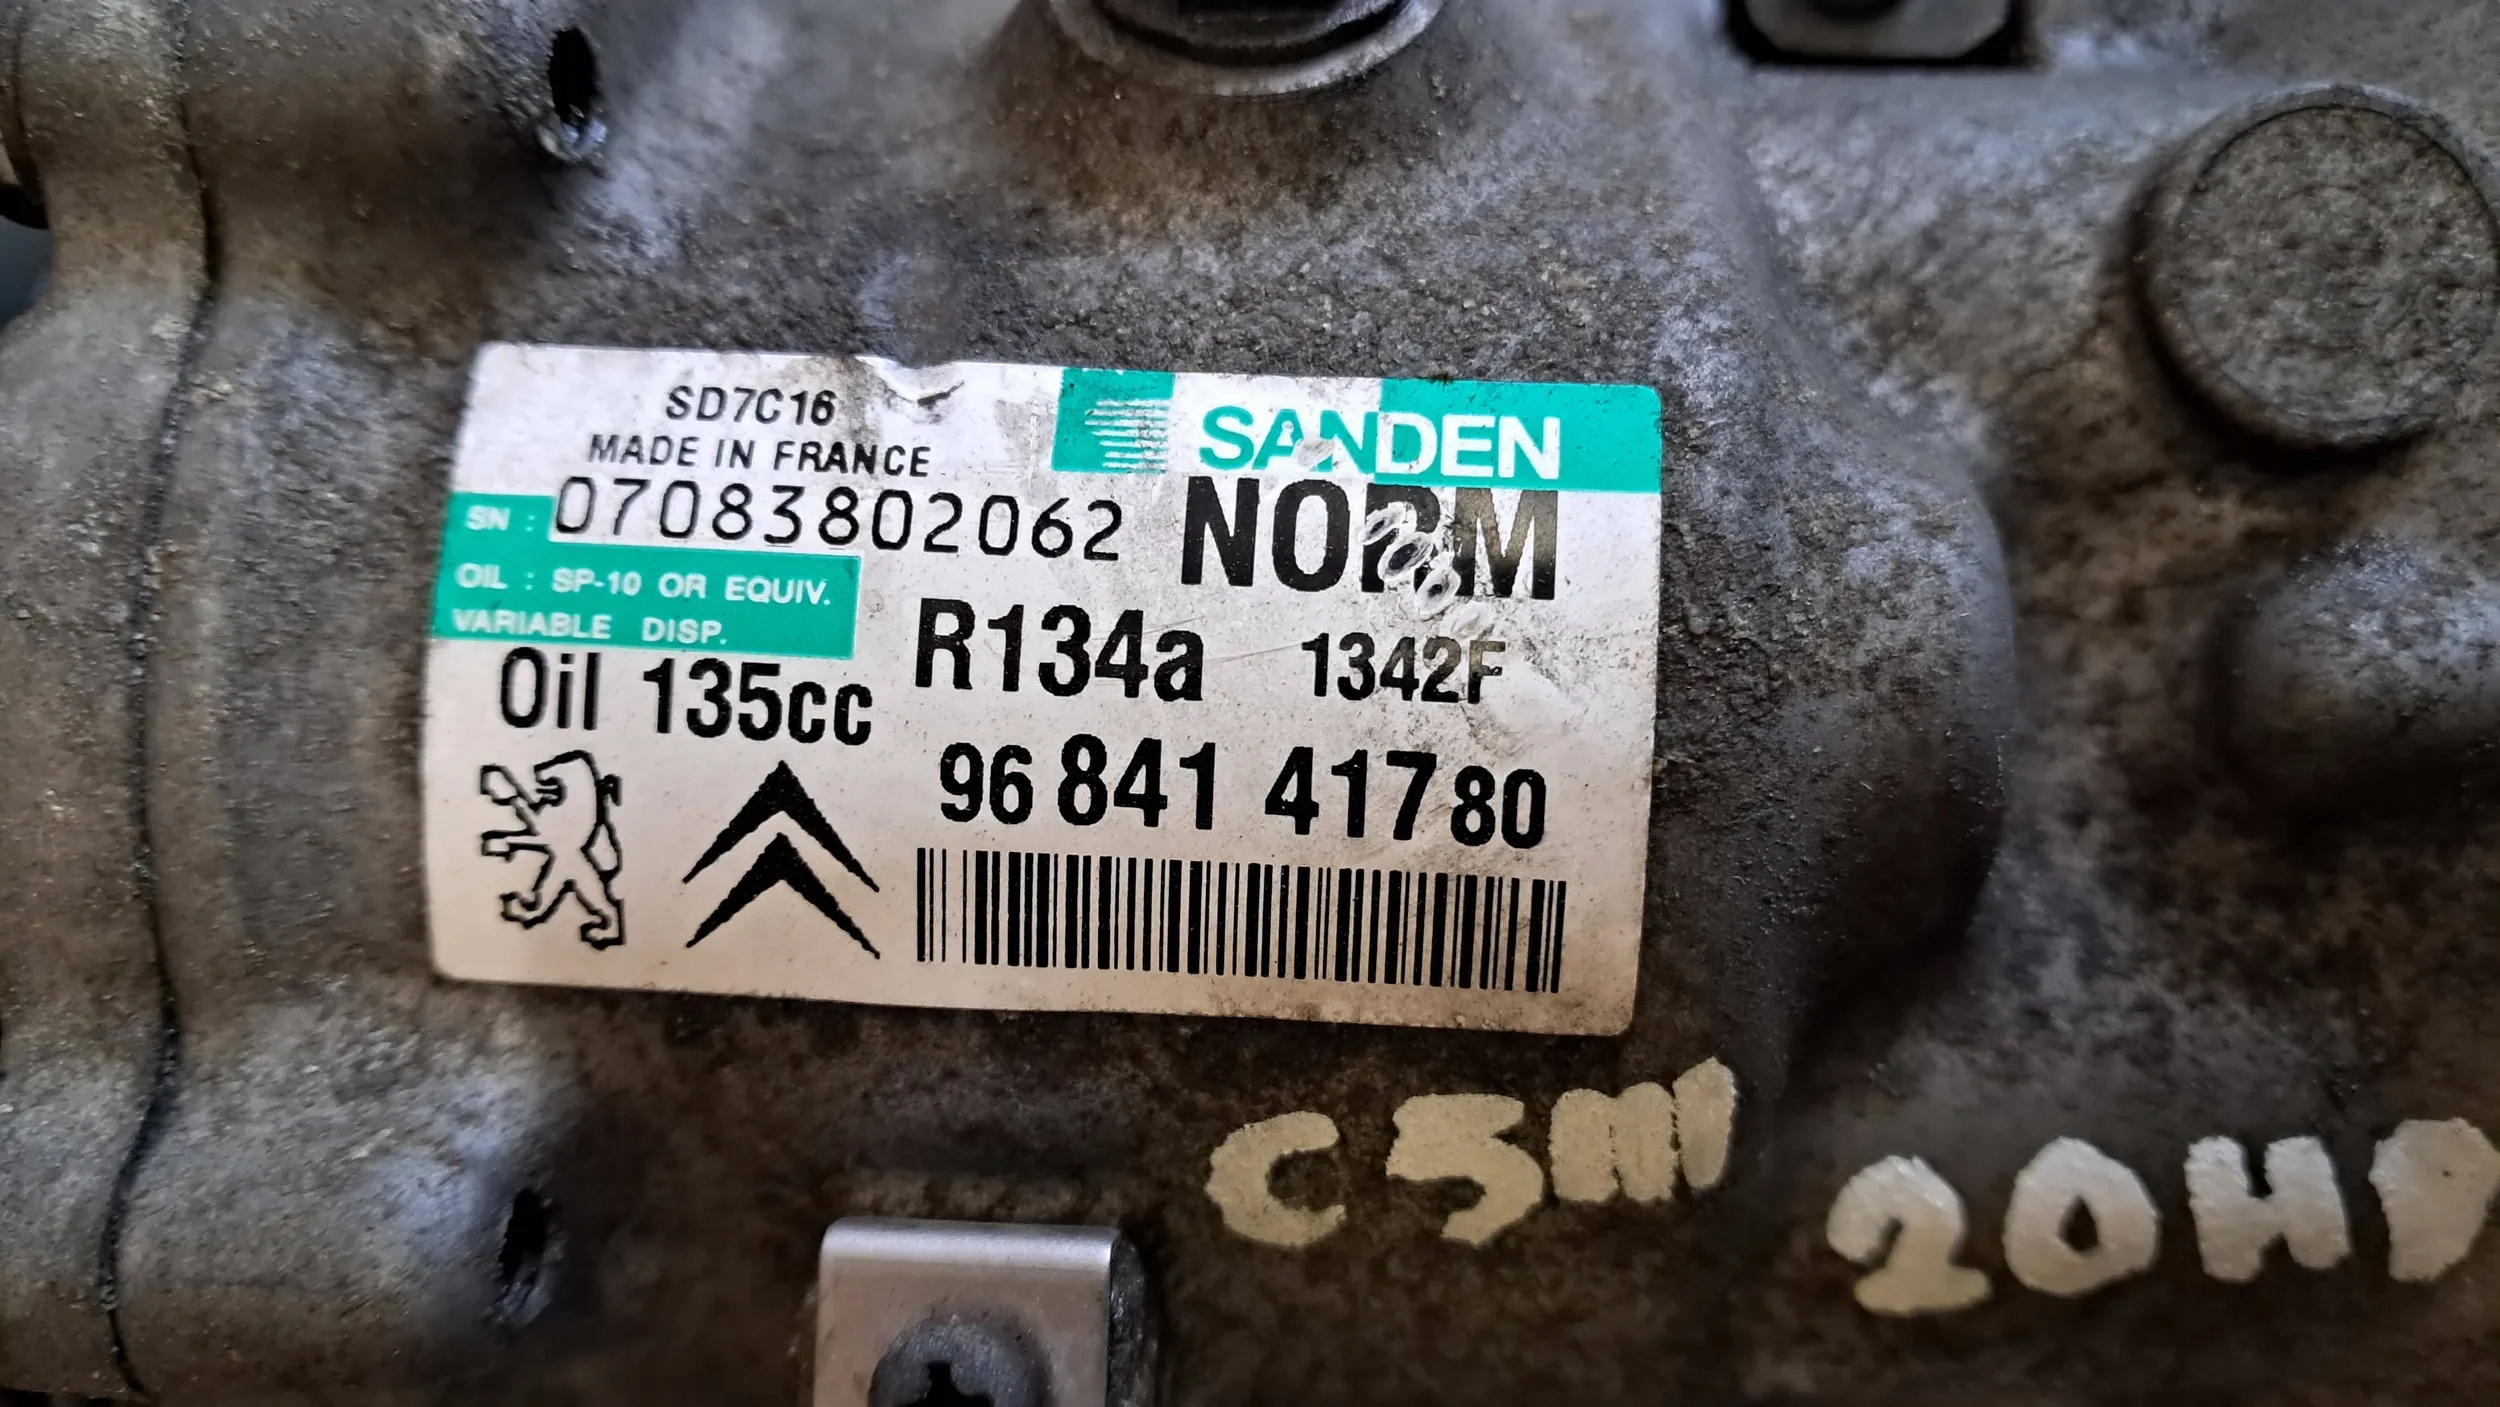 SD7C16
MADE IN FRANCE
SANDEN
SN : 07083802062
NORM
OIL : SP-10 OR EQUIV.
VARIABLE DISP.
R134a 1342F
Oil 135cc
96 841 417 80
C5III
20HD